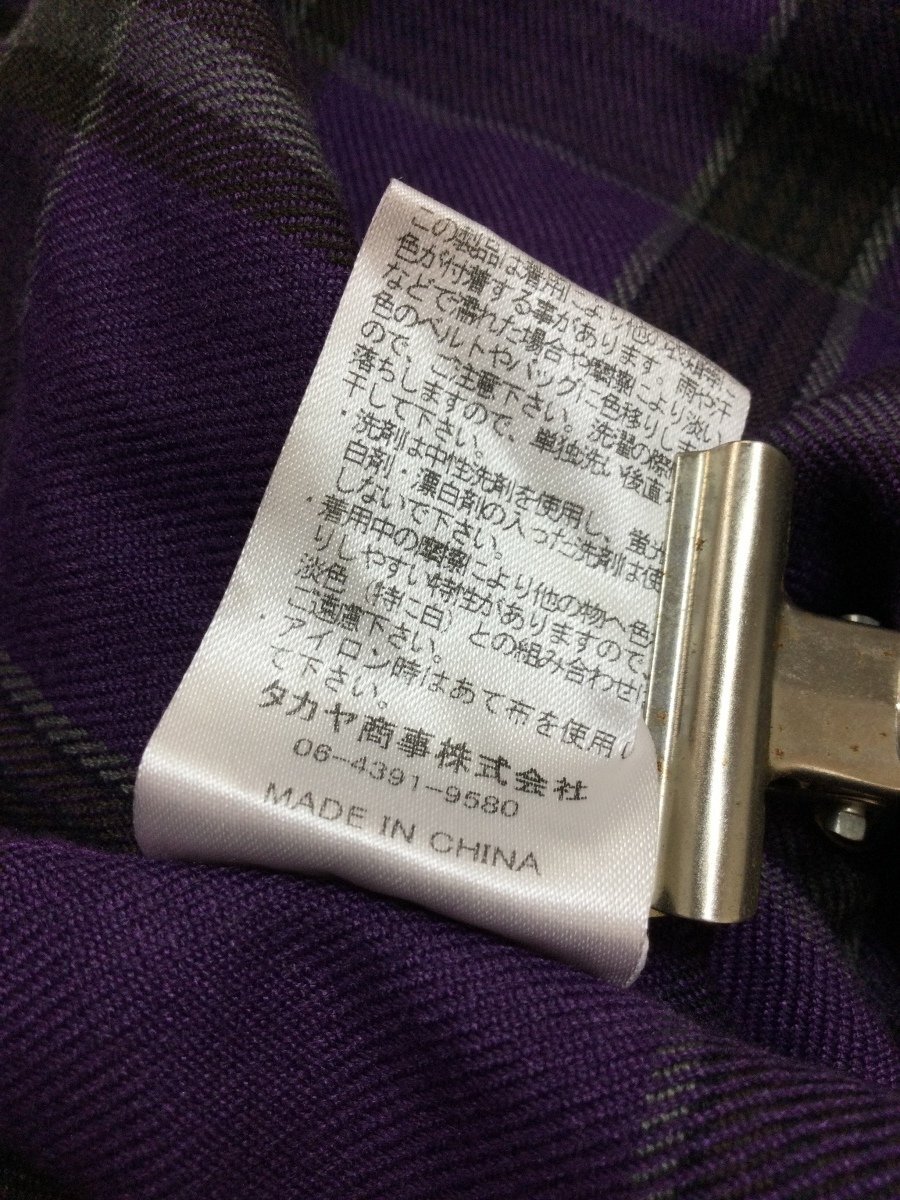 この製品は着用により他の衣類に
色が付着する事があります。雨や汗
などで濡れた場合や摩擦により淡い
色のベルトやバッグに色移りしま
ので、ご注意下さい。洗濯の際
落ちしますので、単独洗い後直
干して下さい。
・洗剤は中性洗剤を使用し、蛍光
白剤・漂白剤の入った洗剤は使
しないで下さい。
・着用中の摩擦により他の物へ色
りしやすい特性がありますので
淡色（特に白）との組み合わせ
ご遠慮下さい。
・アイロン時はあて布を使用し
て下さい。
タカヤ商事株式会社
06-4391-9580
MADE IN CHINA